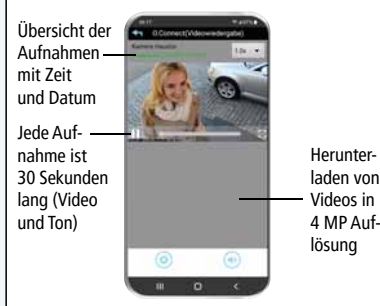 Übersicht der
Aufnahmen
mit Zeit
und Datum
Jede Auf-
nahme ist
30 Sekunden
lang (Video
und Ton)
O.Connect(Videowiedergabe)
Kamera Haustür
1.0x
Herunter-
laden von
Videos in
4 MP Auf-
lösung